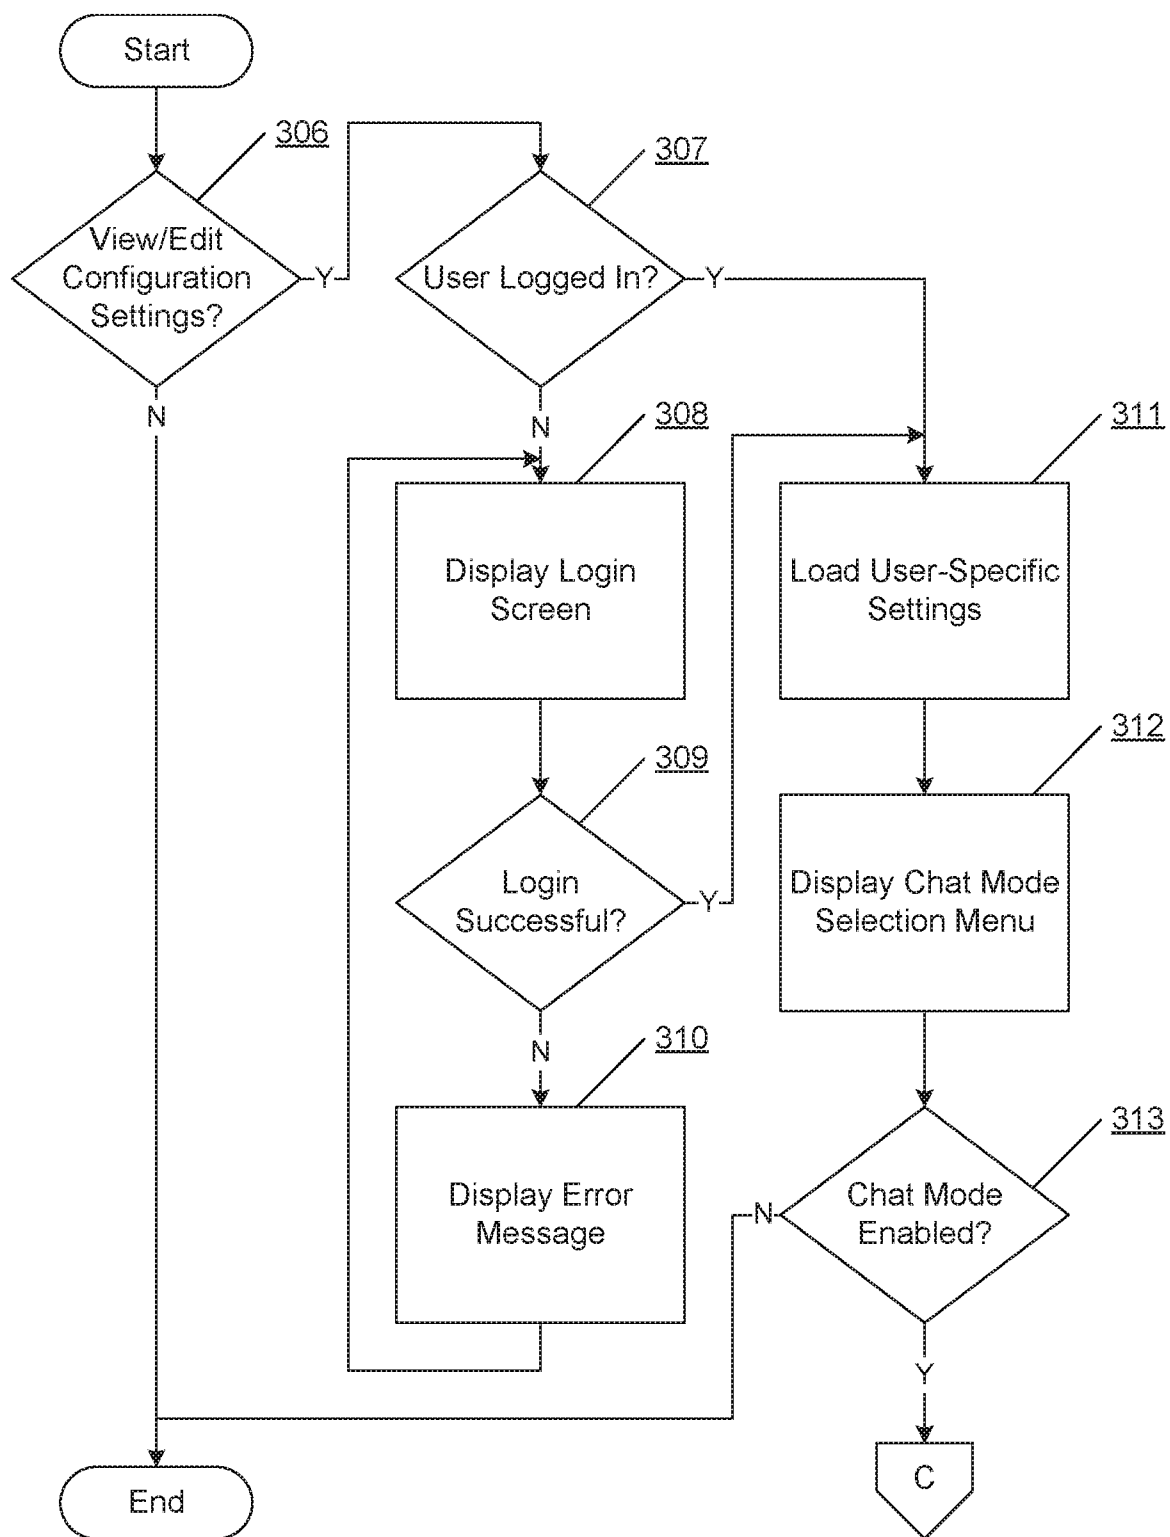 Start
306
View/Edit
Configuration
Settings?
Y
N
307
User Logged In?
Y
N
308
Display Login
Screen
309
Login
Successful?
Y
N
310
Display Error
Message
311
Load User-Specific
Settings
312
Display Chat Mode
Selection Menu
313
Chat Mode
Enabled?
N
Y
End
C